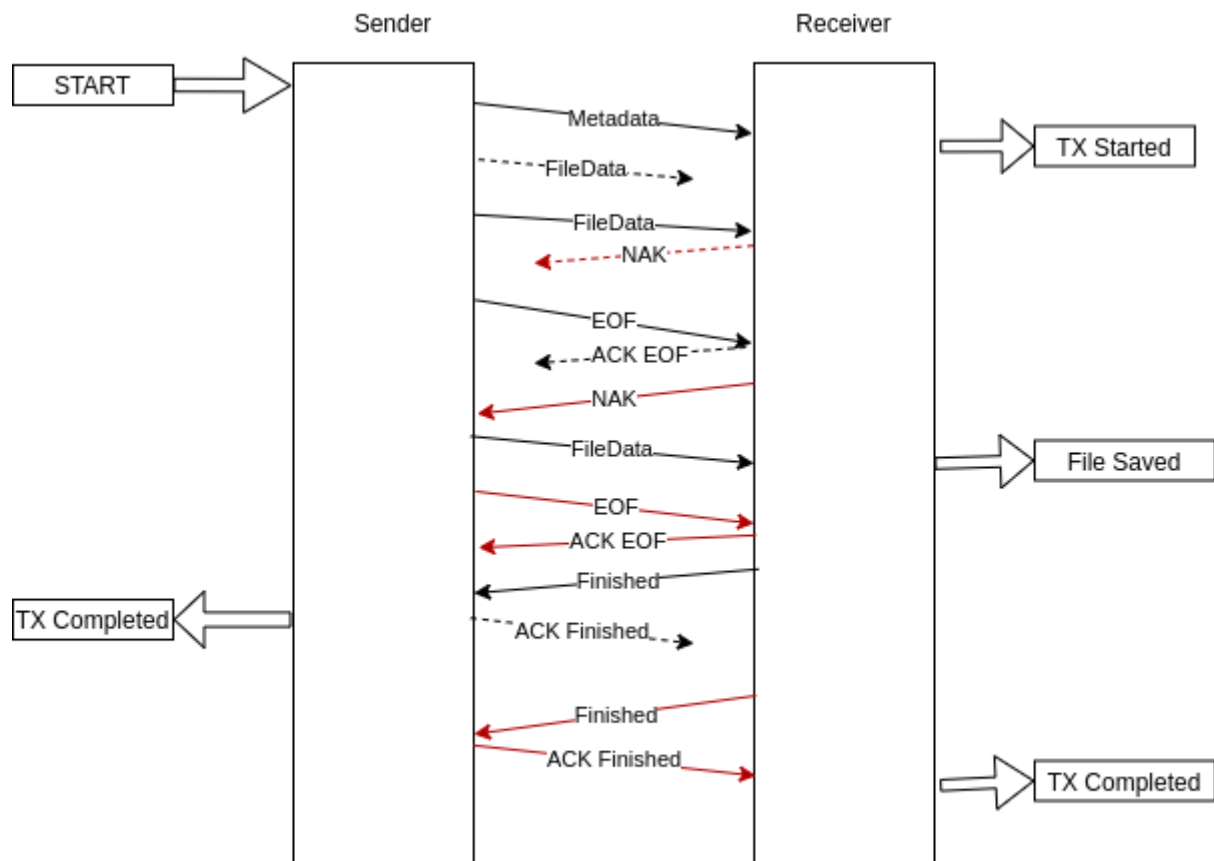 Sender
Receiver
START
Metadata
TX Started
FileData
FileData
NAK
EOF
ACK EOF
NAK
FileData
File Saved
EOF
ACK EOF
Finished
TX Completed
ACK Finished
Finished
ACK Finished
TX Completed